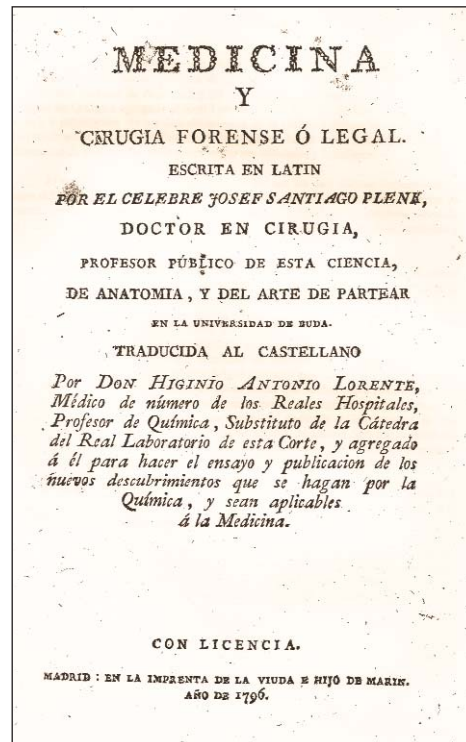 MEDICINA
Y
CIRUGIA FORENSE Ó LEGAL.
ESCRITA EN LATIN
POR EL CELEBRE JOSEF SANTIAGO PLENK,
DOCTOR EN CIRUGIA,
PROFESOR PÚBLICO DE ESTA CIENCIA,
DE ANATOMIA, Y DEL ARTE DE PARTEAR
EN LA UNIVERSIDAD DE BUDA.
TRADUCIDA AL CASTELLANO
Por DON HIGINIO ANTONIO LORENTE,
Médico de número de los Reales Hospitales,
Profesor de Química, Substituto de la Cátedra
del Real Laboratorio de esta Corte, y agregado
á él para hacer el ensayo y publicacion de los
nuevos descubrimientos que se hagan por la
Química, y sean aplicables
á la Medicina.
CON LICENCIA.
MADRID : EN LA IMPRENTA DE LA VIUDA E HIJO DE MARIN.
AÑO DE 1796.